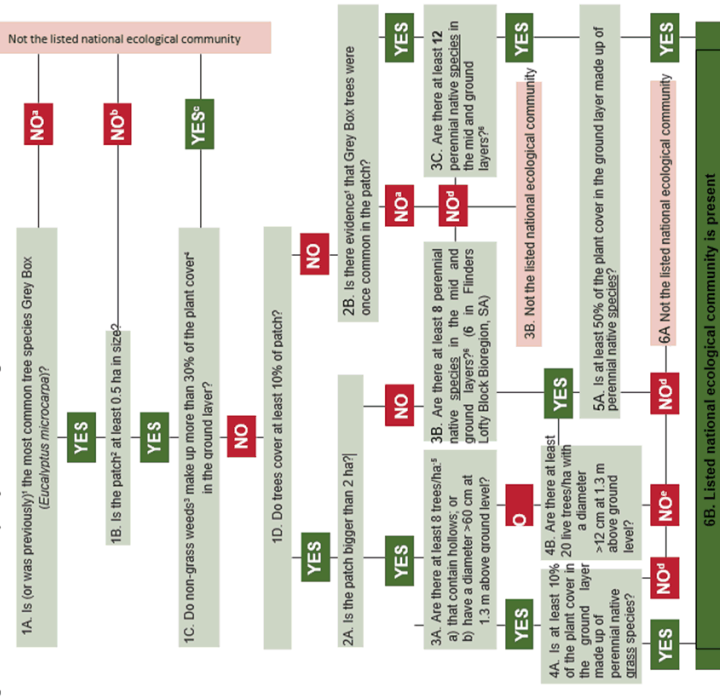 Not the listed national ecological community
1A. Is (or was previously)¹ the most common tree species Grey Box
(Eucalyptus microcarpa)?
NOᵃ
YES
1B. Is the patch² at least 0.5 ha in size?
NOᵇ
YES
1C. Do non-grass weeds³ make up more than 30% of the plant cover⁴
in the ground layer?
YESᶜ
NO
1D. Do trees cover at least 10% of patch?
YES
NO
2A. Is the patch bigger than 2 ha?
2B. Is there evidence¹ that Grey Box trees were
once common in the patch?
YES
NO
NOᵃ
YES
3A. Are there at least 8 trees/ha:⁵
a) that contain hollows; or
b) have a diameter >60 cm at
1.3 m above ground level?
3B. Are there at least 8 perennial
native species in the mid and
ground layers?⁶ (6 in Flinders
Lofty Block Bioregion, SA)
NOᵈ
3C. Are there at least 12
perennial native species in
the mid and ground
layers?⁶
YES
O
YES
3B. Not the listed national ecological community
YES
4A. Is at least 10%
of the plant cover in
the ground layer
made up of
perennial native
grass species?
4B. Are there at least
20 live trees/ha with
a diameter
>12 cm at 1.3 m
above ground
level?
5A. Is at least 50% of the plant cover in the ground layer made up of
perennial native species?
YES
NOᵈ
NOᵉ
NOᵈ
6A Not the listed national ecological community
YES
6B. Listed national ecological community is present